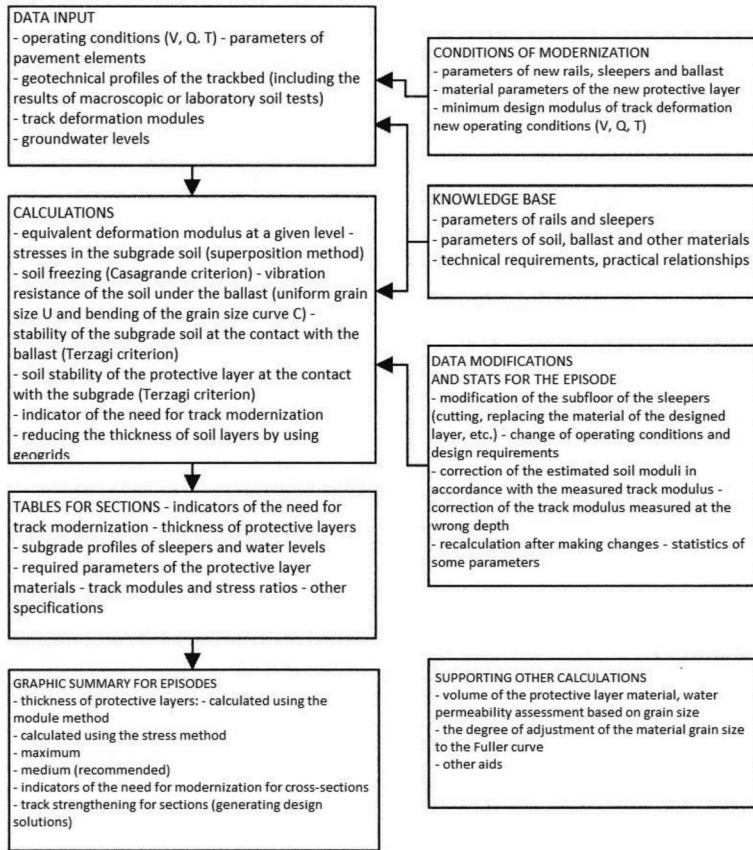 DATA INPUT
- operating conditions (V, Q. T) - parameters of
pavement elements
- geotechnical profiles of the trackbed (including the
results of macroscopic or laboratory soil tests)
- track deformation modules
- groundwater levels
CONDITIONS OF MODERNIZATION
- parameters of new rails, sleepers and ballast
- material parameters of the new protective layer
- minimum design modulus of track deformation
new operating conditions (V, Q, T)
CALCULATIONS
- equivalent deformation modulus at a given level -
stresses in the subgrade soil (superposition method)
- soil freezing (Casagrande criterion) - vibration
resistance of the soil under the ballast (uniform grain
size U and bending of the grain size curve C) -
stability of the subgrade soil at the contact with the
ballast (Terzagi criterion)
- soil stability of the protective layer at the contact
with the subgrade (Terzagi criterion)
- indicator of the need for track modernization
- reducing the thickness of soil layers by using
geogrids
KNOWLEDGE BASE
- parameters of rails and sleepers
- parameters of soil, ballast and other materials
- technical requirements, practical relationships
DATA MODIFICATIONS
AND STATS FOR THE EPISODE
- modification of the subfloor of the sleepers
(cutting, replacing the material of the designed
layer, etc.) - change of operating conditions and
design requirements
- correction of the estimated soil moduli in
accordance with the measured track modulus -
correction of the track modulus measured at the
wrong depth
- recalculation after making changes - statistics of
some parameters
TABLES FOR SECTIONS - indicators of the need for
track modernization - thickness of protective layers
- subgrade profiles of sleepers and water levels
- required parameters of the protective layer
materials - track modules and stress ratios - other
specifications
GRAPHIC SUMMARY FOR EPISODES
- thickness of protective layers: - calculated using the
module method
- calculated using the stress method
- maximum
- medium (recommended)
- indicators of the need for modernization for cross-sections
- track strengthening for sections (generating design
solutions)
SUPPORTING OTHER CALCULATIONS
- volume of the protective layer material, water
permeability assessment based on grain size
- the degree of adjustment of the material grain size
to the Fuller curve
- other aids